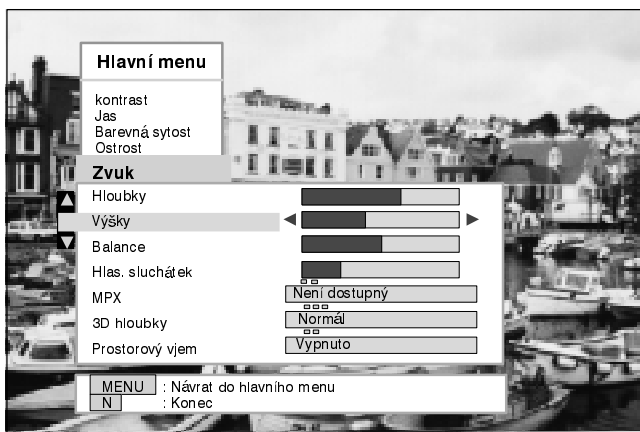 Hlavní menu
kontrast
Jas
Barevná sytost
Ostrost
Zvuk
Hloubky
Výšky
Balance
Hlas. sluchátek
MPX Není dostupný
3D hloubky Normál
Prostorový vjem Vypnuto
MENU : Návrat do hlavního menu
N : Konec